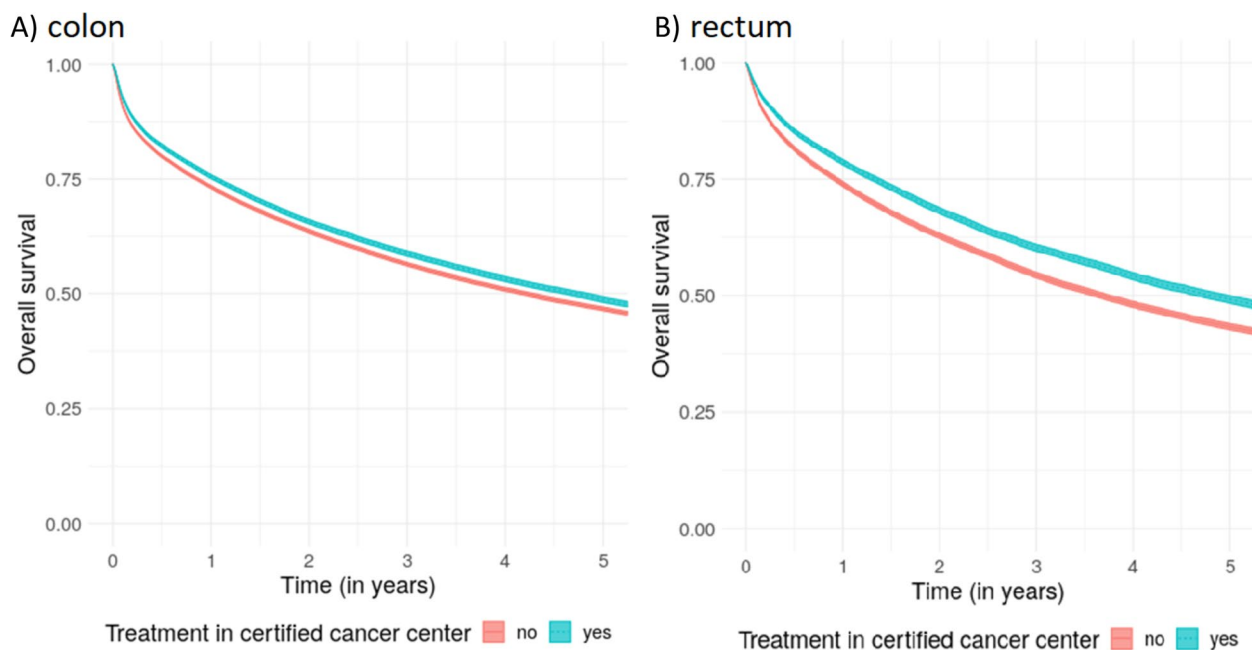 A) colon
1.00
0.75
0.50
0.25
0.00
Overall survival
0 1 2 3 4 5
Time (in years)
Treatment in certified cancer center no yes
B) rectum
1.00
0.75
0.50
0.25
0.00
Overall survival
0 1 2 3 4 5
Time (in years)
Treatment in certified cancer center no yes